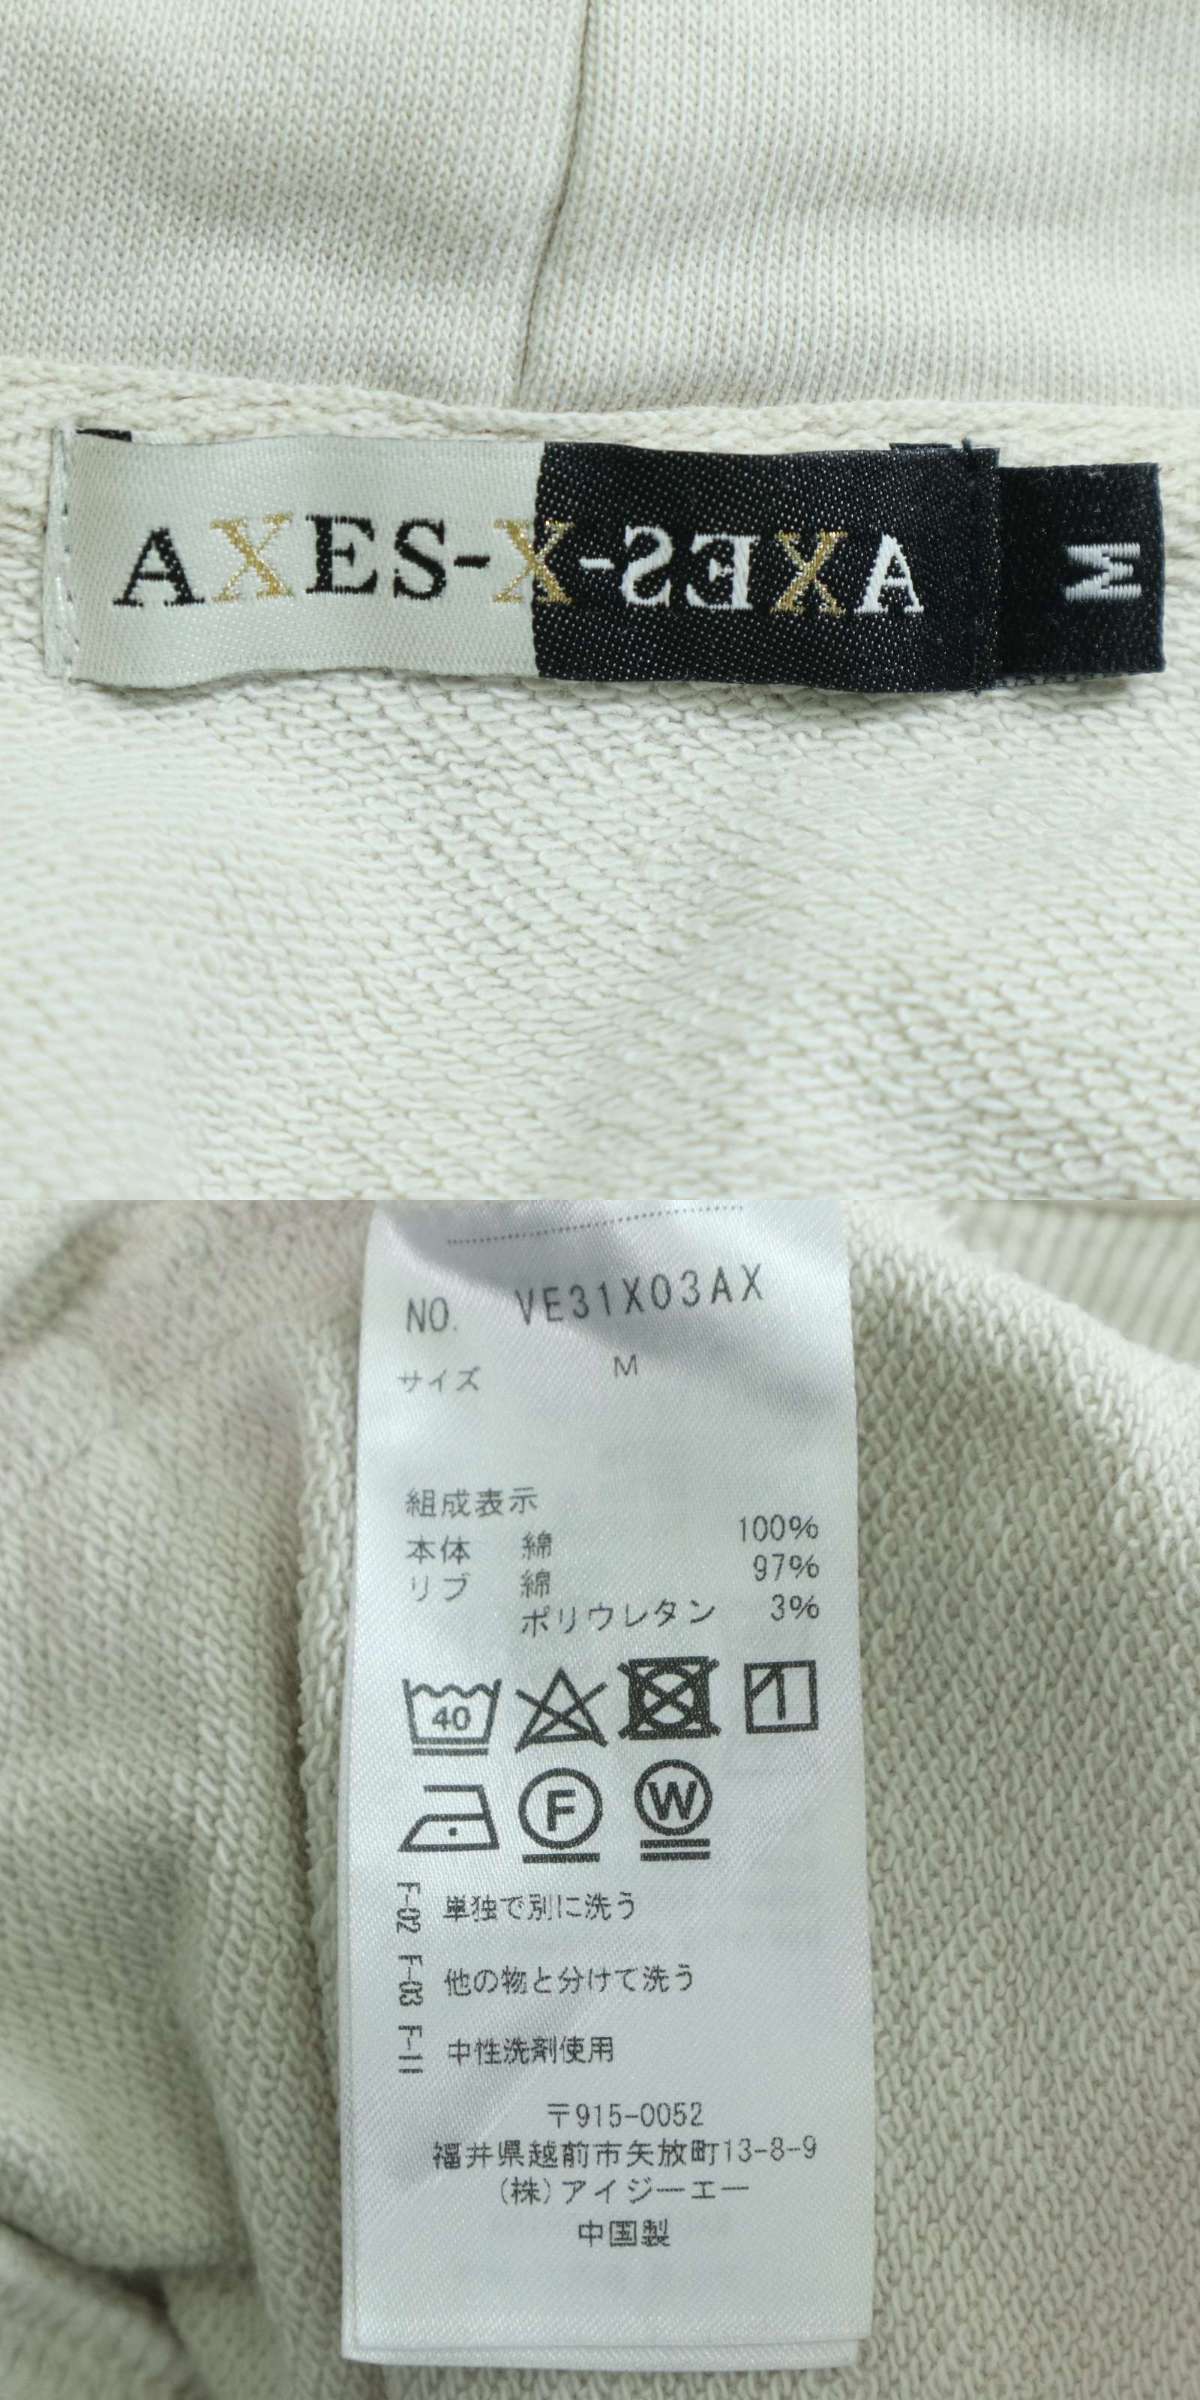 AXES-X-AXES
M
NO. VE31X03AX
サイズ M
組成表示
本体 綿 100%
リブ 綿 97%
ポリウレタン 3%
40
F W
F-02 単独で別に洗う
F-03 他の物と分けて洗う
F-11 中性洗剤使用
〒915-0052
福井県越前市矢放町13-8-9
(株)アイジーエー
中国製